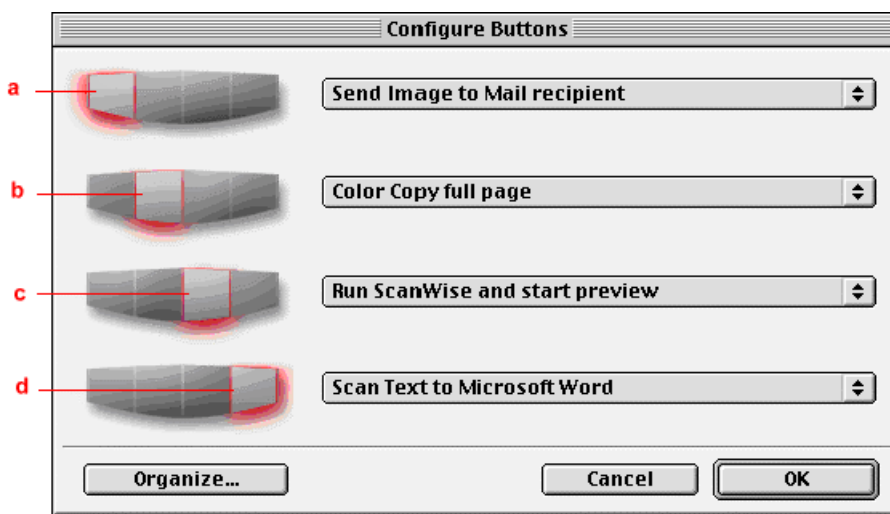 Configure Buttons
a
Send Image to Mail recipient
b
Color Copy full page
c
Run ScanWise and start preview
d
Scan Text to Microsoft Word
Organize... Cancel OK